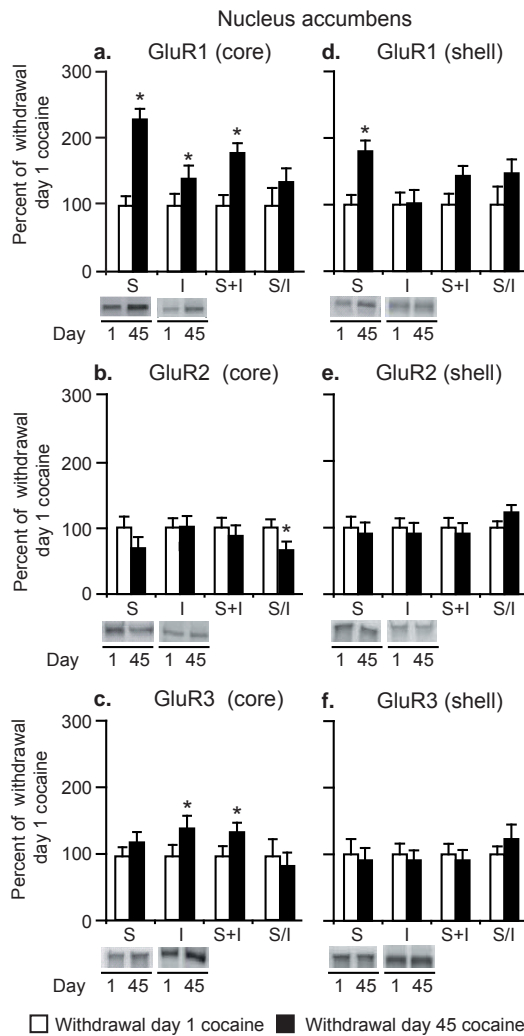 Nucleus accumbens
a. GluR1 (core)
d. GluR1 (shell)
Percent of withdrawal
day 1 cocaine
300
200
100
0
*
*
*
*
S I S+I S/I
S I S+I S/I
Day 1 45 1 45
1 45 1 45
b. GluR2 (core)
e. GluR2 (shell)
Percent of withdrawal
day 1 cocaine
300
200
100
0
*
S I S+I S/I
S I S+I S/I
Day 1 45 1 45
1 45 1 45
c. GluR3 (core)
f. GluR3 (shell)
Percent of withdrawal
day 1 cocaine
300
200
100
0
*
*
S I S+I S/I
S I S+I S/I
Day 1 45 1 45
1 45 1 45
Withdrawal day 1 cocaine
Withdrawal day 45 cocaine